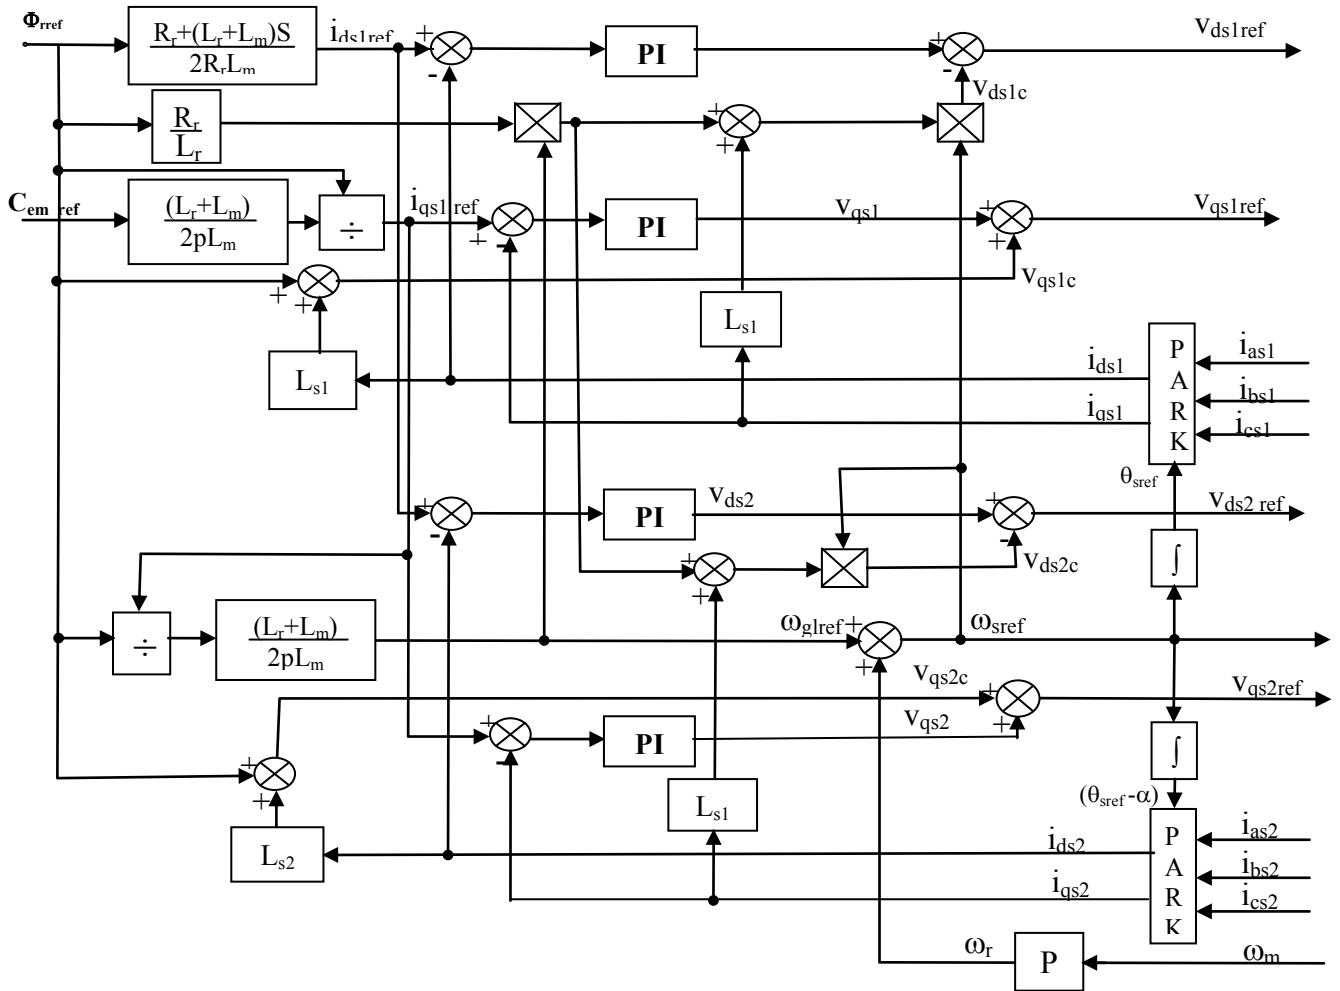 Φrref
Rr+(Lr+Lm)S
2RrLm
ids1ref
+
-
PI
+
-
vds1ref
vds1c
Rr
Lr
+
+
Cem_ref
(Lr+Lm)
2pLm
÷
iqs1 ref
+
-
PI
vqs1
+
+
vqs1ref
vqs1c
+
+
Ls1
Ls1
ids1
iqs1
P
A
R
K
ias1
ibs1
ics1
θsref
+
-
PI
vds2
+
-
vds2 ref
vds2c
+
+
∫
÷
(Lr+Lm)
2pLm
ωglref
+
+
ωsref
vqs2c
+
+
vqs2ref
+
-
PI
vqs2
∫
+
+
Ls2
Ls1
(θsref-α)
ids2
iqs2
P
A
R
K
ias2
ibs2
ics2
ωr
P
ωm